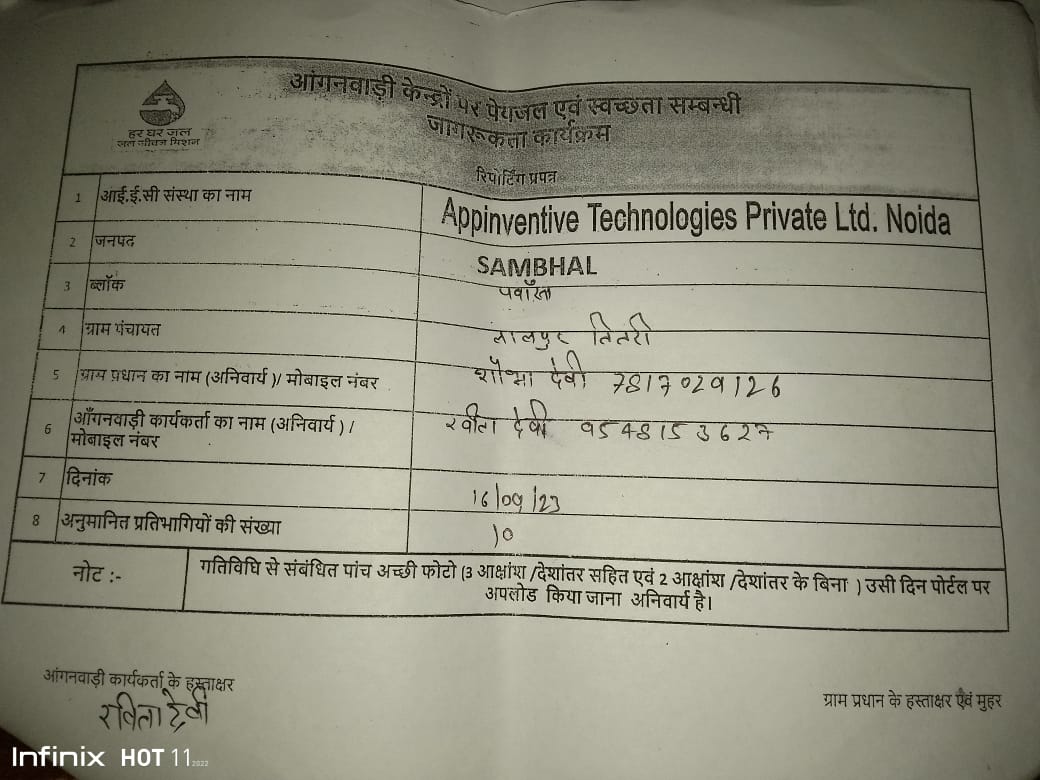 हर घर जल
जल जीवन मिशन
आंगनवाड़ी केन्द्रों पर पेयजल एवं स्वच्छता सम्बन्धी
जागरूकता कार्यक्रम
रिपोर्टिंग प्रपत्र
1 आई.ई.सी संस्था का नाम Appinventive Technologies Private Ltd. Noida
2 जनपद SAMBHAL
3 ब्लॉक पवाँसा
4 ग्राम पंचायत लालपुर तितरी
5 ग्राम प्रधान का नाम (अनिवार्य )/ मोबाइल नंबर शोभा देवी 7817029126
6 आँगनवाड़ी कार्यकर्ता का नाम (अनिवार्य ) /
मोबाइल नंबर रवीता देवी 9548153627
7 दिनांक 16/09/23
8 अनुमानित प्रतिभागियों की संख्या 10
नोट :- गतिविधि से संबंधित पांच अच्छी फोटो (3 आक्षांश /देशांतर सहित एवं 2 आक्षांश /देशांतर के बिना ) उसी दिन पोर्टल पर
अपलोड किया जाना अनिवार्य है।
आंगनवाड़ी कार्यकर्ता के हस्ताक्षर
रविता देवी
ग्राम प्रधान के हस्ताक्षर एवं मुहर
Infinix HOT 11 2022